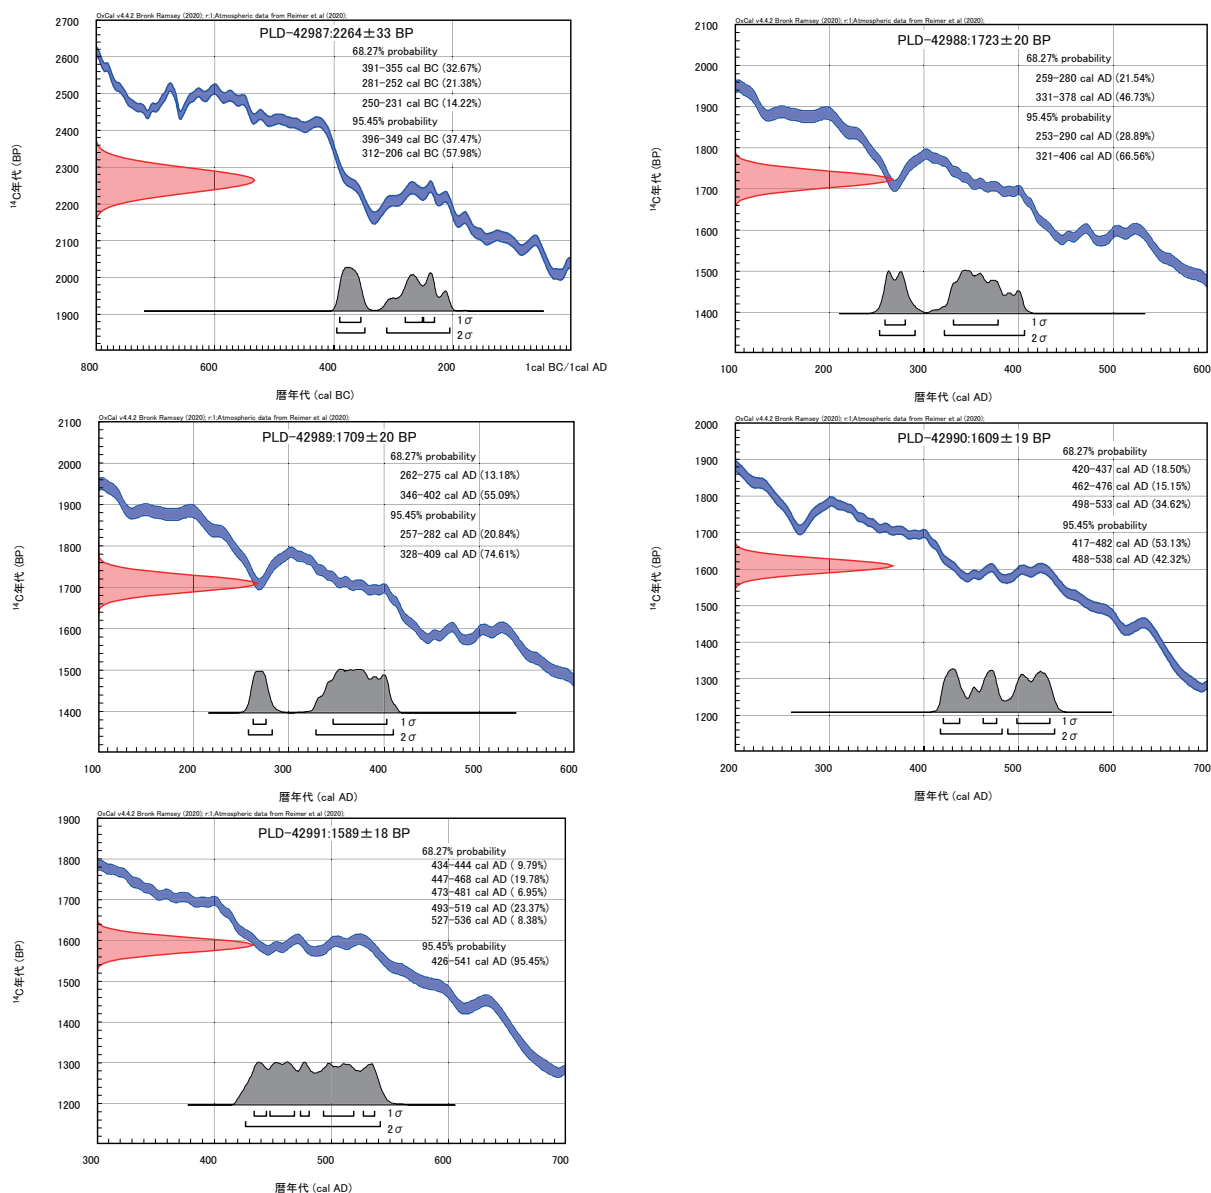 OxCal v4.4.2 Bronk Ramsey (2020); r:1;Atmospheric data from Reimer et al (2020);
PLD-42987:2264±33 BP
68.27% probability
391-355 cal BC (32.67%)
281-252 cal BC (21.38%)
250-231 cal BC (14.22%)
95.45% probability
396-349 cal BC (37.47%)
312-206 cal BC (57.98%)
2700
2600
2500
2400
2300
2200
2100
2000
1900
14C年代 (BP)
1σ
2σ
800
600
400
200
1cal BC/1cal AD
暦年代 (cal BC)
OxCal v4.4.2 Bronk Ramsey (2020); r:1;Atmospheric data from Reimer et al (2020);
PLD-42988:1723±20 BP
68.27% probability
259-280 cal AD (21.54%)
331-378 cal AD (46.73%)
95.45% probability
253-290 cal AD (28.89%)
321-406 cal AD (66.56%)
2100
2000
1900
1800
1700
1600
1500
1400
14C年代 (BP)
1σ
2σ
100
200
300
400
500
600
暦年代 (cal AD)
OxCal v4.4.2 Bronk Ramsey (2020); r:1;Atmospheric data from Reimer et al (2020);
PLD-42989:1709±20 BP
68.27% probability
262-275 cal AD (13.18%)
346-402 cal AD (55.09%)
95.45% probability
257-282 cal AD (20.84%)
328-409 cal AD (74.61%)
2100
2000
1900
1800
1700
1600
1500
1400
14C年代 (BP)
1σ
2σ
100
200
300
400
500
600
暦年代 (cal AD)
OxCal v4.4.2 Bronk Ramsey (2020); r:1;Atmospheric data from Reimer et al (2020);
PLD-42990:1609±19 BP
68.27% probability
420-437 cal AD (18.50%)
462-476 cal AD (15.15%)
498-533 cal AD (34.62%)
95.45% probability
417-482 cal AD (53.13%)
488-538 cal AD (42.32%)
2000
1900
1800
1700
1600
1500
1400
1300
1200
14C年代 (BP)
1σ
2σ
200
300
400
500
600
700
暦年代 (cal AD)
OxCal v4.4.2 Bronk Ramsey (2020); r:1;Atmospheric data from Reimer et al (2020);
PLD-42991:1589±18 BP
68.27% probability
434-444 cal AD ( 9.79%)
447-468 cal AD (19.78%)
473-481 cal AD ( 6.95%)
493-519 cal AD (23.37%)
527-536 cal AD ( 8.38%)
95.45% probability
426-541 cal AD (95.45%)
1900
1800
1700
1600
1500
1400
1300
1200
14C年代 (BP)
1σ
2σ
300
400
500
600
700
暦年代 (cal AD)